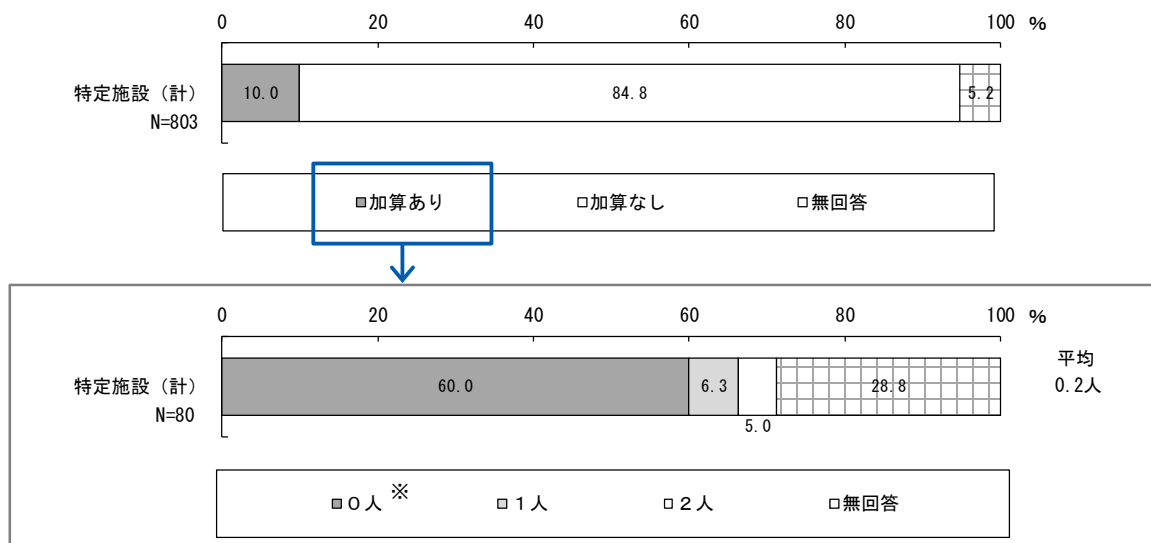 0 20 40 60 80 100 %
特定施設（計）
N=803
10.0 84.8 5.2
■加算あり □加算なし □無回答
0 20 40 60 80 100 %
特定施設（計）
N=80
60.0 6.3 5.0 28.8
平均
0.2人
■０人※ □１人 □２人 □無回答